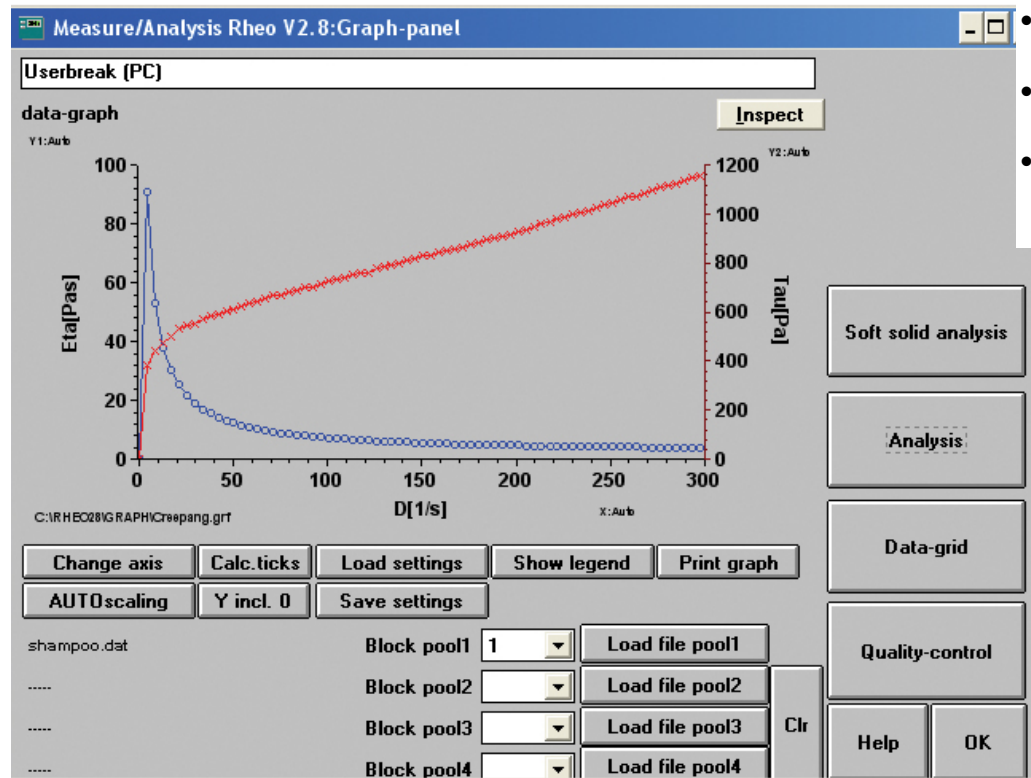 Measure/Analysis Rheo V2.8:Graph-panel
Userbreak (PC)
data-graph
Inspect
Y1:Auto
Y2:Auto
100
80
60
40
20
0
Eta[Pas]
1200
1000
800
600
400
200
0
Tau[Pa]
0 50 100 150 200 250 300
D[1/s]
X:Auto
C:\RHEO28\GRAPH\Creepang.grf
Change axis Calc.ticks Load settings Show legend Print graph
AUTOscaling Y incl. 0 Save settings
shampoo.dat Block pool1 1 Load file pool1
----- Block pool2 Load file pool2
----- Block pool3 Load file pool3
----- Block pool4 Load file pool4
Clr
Soft solid analysis
Analysis
Data-grid
Quality-control
Help OK